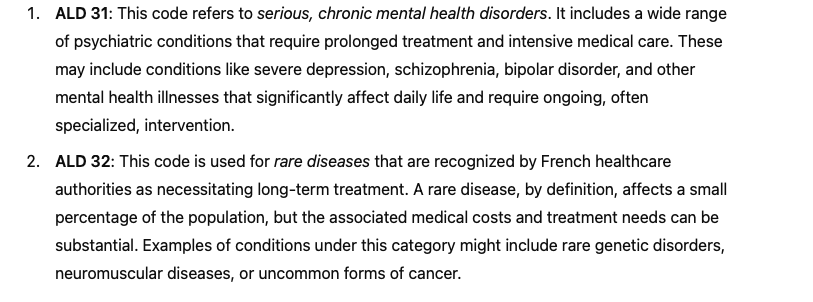 1. ALD 31: This code refers to serious, chronic mental health disorders. It includes a wide range
of psychiatric conditions that require prolonged treatment and intensive medical care. These
may include conditions like severe depression, schizophrenia, bipolar disorder, and other
mental health illnesses that significantly affect daily life and require ongoing, often
specialized, intervention.
2. ALD 32: This code is used for rare diseases that are recognized by French healthcare
authorities as necessitating long-term treatment. A rare disease, by definition, affects a small
percentage of the population, but the associated medical costs and treatment needs can be
substantial. Examples of conditions under this category might include rare genetic disorders,
neuromuscular diseases, or uncommon forms of cancer.